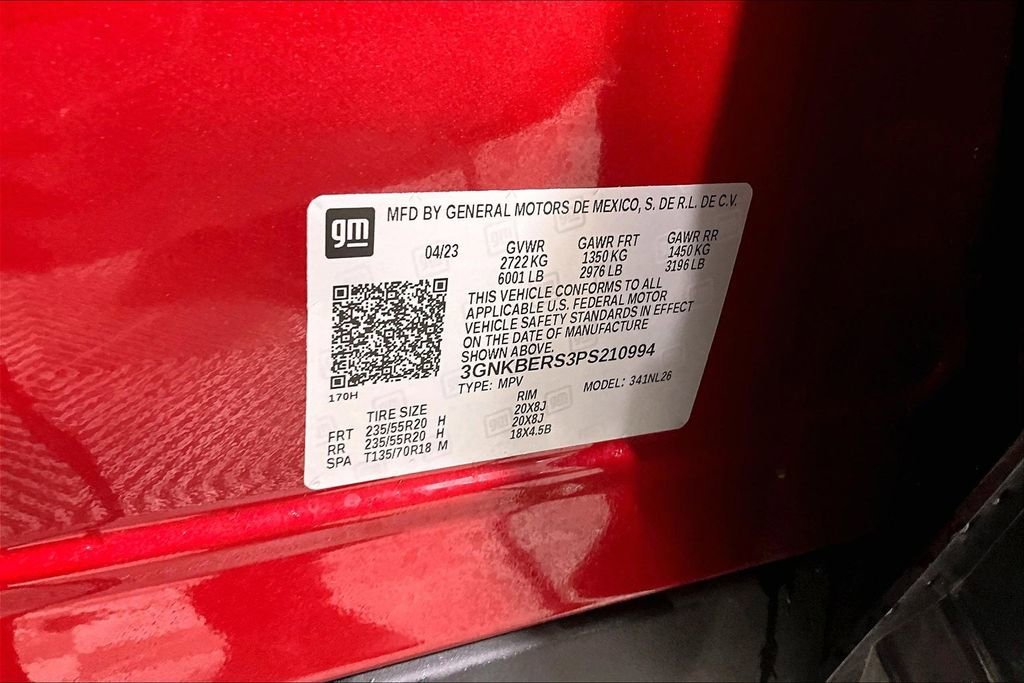 gm
MFD BY GENERAL MOTORS DE MEXICO, S. DE R.L. DE C.V.
04/23 GVWR GAWR FRT GAWR RR
2722 KG 1350 KG 1450 KG
6001 LB 2976 LB 3196 LB
THIS VEHICLE CONFORMS TO ALL
APPLICABLE U.S. FEDERAL MOTOR
VEHICLE SAFETY STANDARDS IN EFFECT
ON THE DATE OF MANUFACTURE
SHOWN ABOVE.
3GNKBERS3PS210994
170H
TYPE: MPV MODEL: 341NL26
TIRE SIZE RIM
FRT 235/55R20 H 20X8J
RR 235/55R20 H 20X8J
SPA T135/70R18 M 18X4.5B